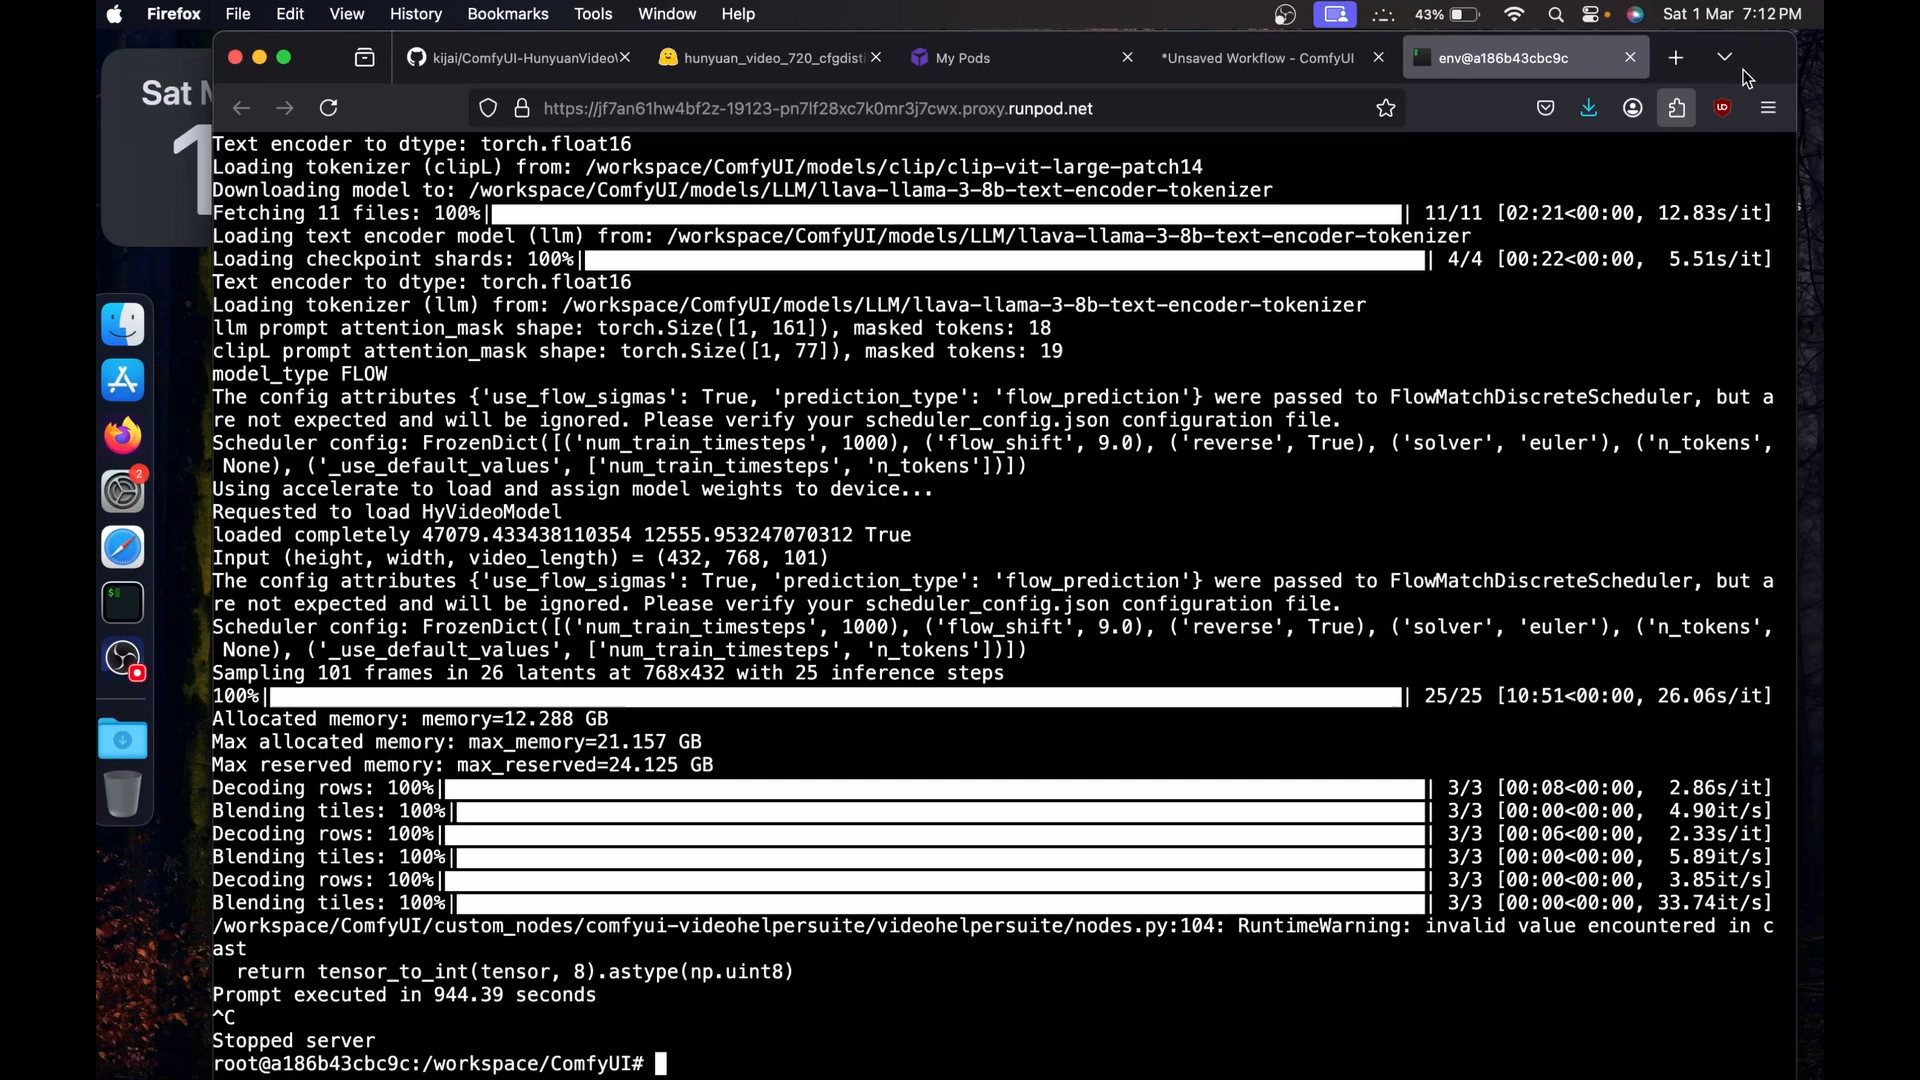 Firefox File Edit View History Bookmarks Tools Window Help 43% Sat 1 Mar 7:12 PM
kijai/ComfyUI-HunyuanVideoW hunyuan_video_720_cfgdisti My Pods *Unsaved Workflow - ComfyUI env@a186b43cbc9c
Sat M
1
https://jf7an61hw4bf2z-19123-pn7lf28xc7k0mr3j7cwx.proxy.runpod.net
Text encoder to dtype: torch.float16
Loading tokenizer (clipL) from: /workspace/ComfyUI/models/clip/clip-vit-large-patch14
Downloading model to: /workspace/ComfyUI/models/LLM/llava-llama-3-8b-text-encoder-tokenizer
Fetching 11 files: 100%| | 11/11 [02:21<00:00, 12.83s/it]
Loading text encoder model (llm) from: /workspace/ComfyUI/models/LLM/llava-llama-3-8b-text-encoder-tokenizer
Loading checkpoint shards: 100%| | 4/4 [00:22<00:00, 5.51s/it]
Text encoder to dtype: torch.float16
Loading tokenizer (llm) from: /workspace/ComfyUI/models/LLM/llava-llama-3-8b-text-encoder-tokenizer
llm prompt attention_mask shape: torch.Size([1, 161]), masked tokens: 18
clipL prompt attention_mask shape: torch.Size([1, 77]), masked tokens: 19
model_type FLOW
The config attributes {'use_flow_sigmas': True, 'prediction_type': 'flow_prediction'} were passed to FlowMatchDiscreteScheduler, but a
re not expected and will be ignored. Please verify your scheduler_config.json configuration file.
Scheduler config: FrozenDict([('num_train_timesteps', 1000), ('flow_shift', 9.0), ('reverse', True), ('solver', 'euler'), ('n_tokens',
None), ('_use_default_values', ['num_train_timesteps', 'n_tokens'])])
Using accelerate to load and assign model weights to device...
Requested to load HyVideoModel
loaded completely 47079.433438110354 12555.953247070312 True
Input (height, width, video_length) = (432, 768, 101)
The config attributes {'use_flow_sigmas': True, 'prediction_type': 'flow_prediction'} were passed to FlowMatchDiscreteScheduler, but a
re not expected and will be ignored. Please verify your scheduler_config.json configuration file.
Scheduler config: FrozenDict([('num_train_timesteps', 1000), ('flow_shift', 9.0), ('reverse', True), ('solver', 'euler'), ('n_tokens',
None), ('_use_default_values', ['num_train_timesteps', 'n_tokens'])])
Sampling 101 frames in 26 latents at 768x432 with 25 inference steps
100%| | 25/25 [10:51<00:00, 26.06s/it]
Allocated memory: memory=12.288 GB
Max allocated memory: max_memory=21.157 GB
Max reserved memory: max_reserved=24.125 GB
Decoding rows: 100%| | 3/3 [00:08<00:00, 2.86s/it]
Blending tiles: 100%| | 3/3 [00:00<00:00, 4.90it/s]
Decoding rows: 100%| | 3/3 [00:06<00:00, 2.33s/it]
Blending tiles: 100%| | 3/3 [00:00<00:00, 5.89it/s]
Decoding rows: 100%| | 3/3 [00:00<00:00, 3.85it/s]
Blending tiles: 100%| | 3/3 [00:00<00:00, 33.74it/s]
/workspace/ComfyUI/custom_nodes/comfyui-videohelpersuite/videohelpersuite/nodes.py:104: RuntimeWarning: invalid value encountered in c
ast
return tensor_to_int(tensor, 8).astype(np.uint8)
Prompt executed in 944.39 seconds
^C
Stopped server
root@a186b43cbc9c:/workspace/ComfyUI#
2